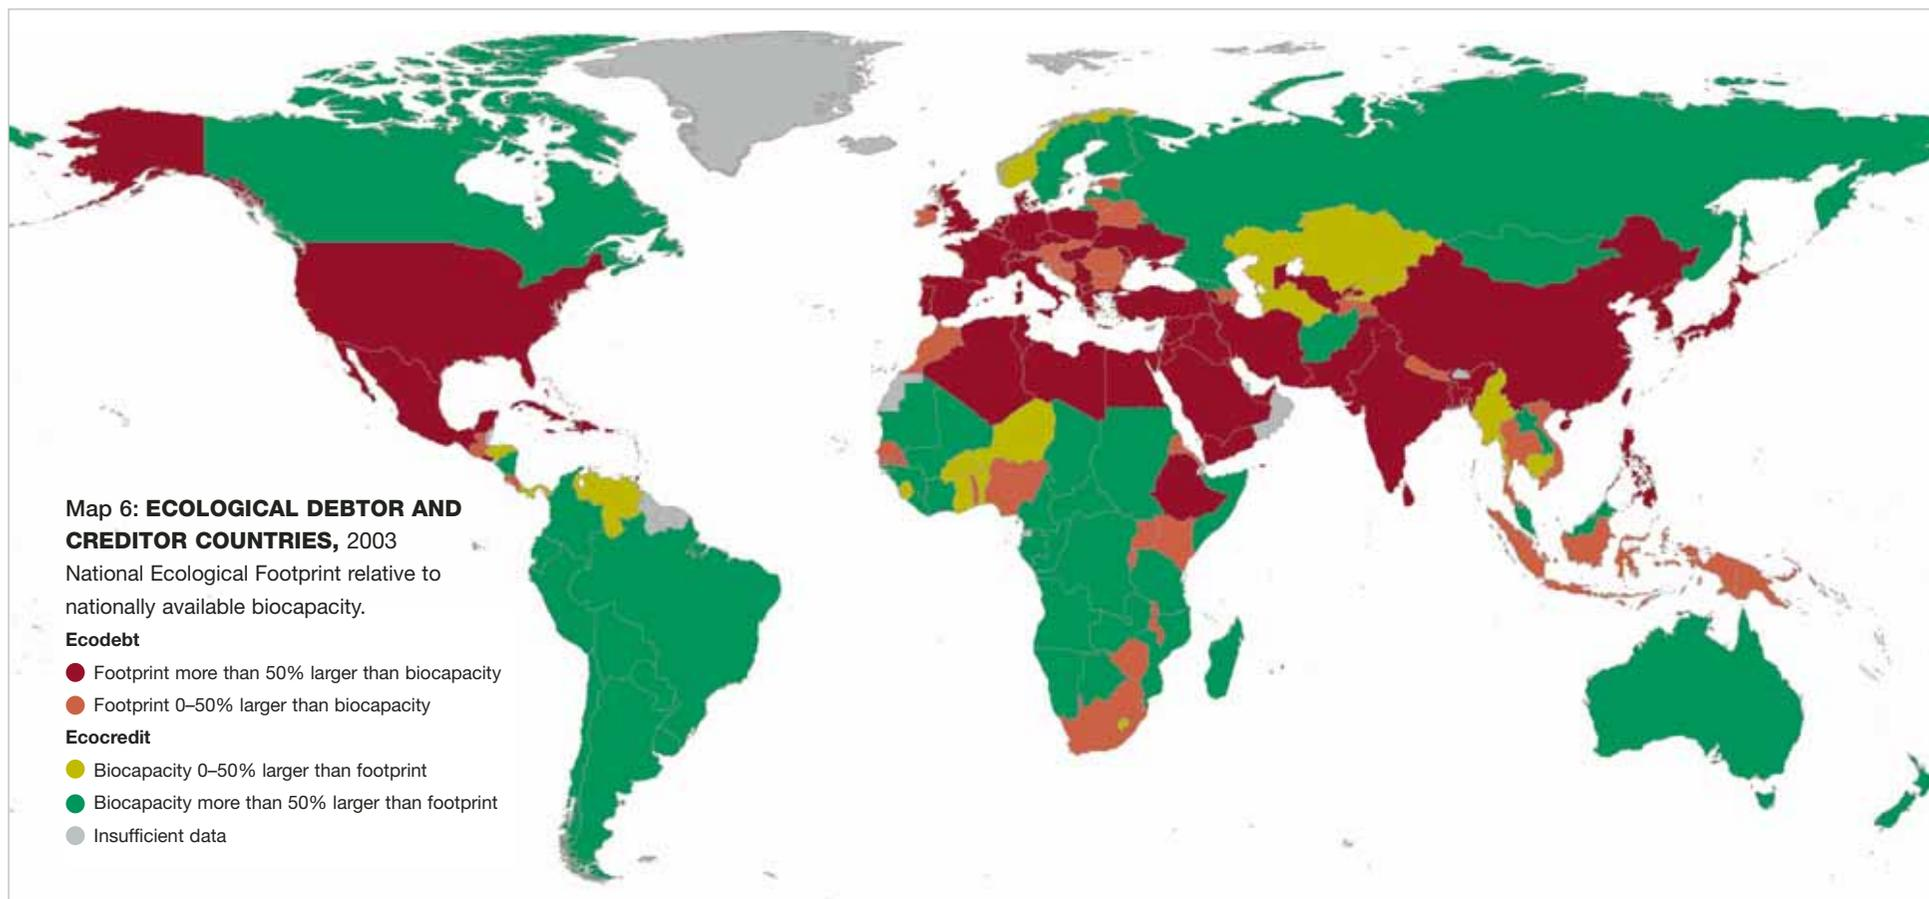 Map 6: ECOLOGICAL DEBTOR AND
CREDITOR COUNTRIES, 2003
National Ecological Footprint relative to
nationally available biocapacity.
Ecodebt
Footprint more than 50% larger than biocapacity
Footprint 0–50% larger than biocapacity
Ecocredit
Biocapacity 0–50% larger than footprint
Biocapacity more than 50% larger than footprint
Insufficient data